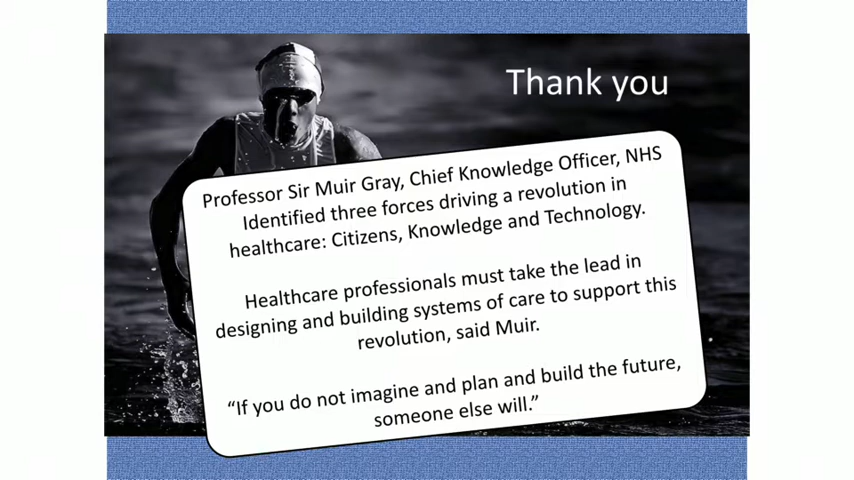 Thank you
Professor Sir Muir Gray, Chief Knowledge Officer, NHS
Identified three forces driving a revolution in
healthcare: Citizens, Knowledge and Technology.
Healthcare professionals must take the lead in
designing and building systems of care to support this
revolution, said Muir.
“If you do not imagine and plan and build the future,
someone else will.”